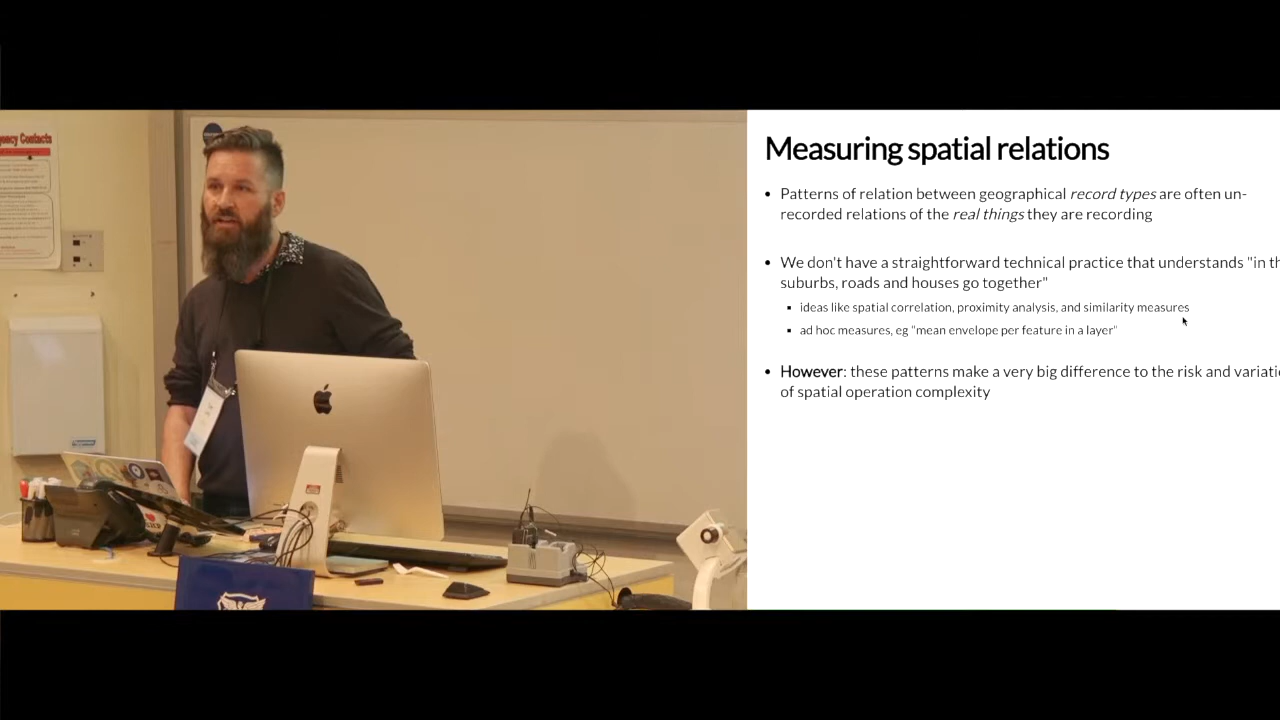 gency Contacts
Measuring spatial relations
• Patterns of relation between geographical record types are often un-
recorded relations of the real things they are recording
• We don't have a straightforward technical practice that understands "in th
suburbs, roads and houses go together"
▪ ideas like spatial correlation, proximity analysis, and similarity measures
▪ ad hoc measures, eg "mean envelope per feature in a layer"
• However: these patterns make a very big difference to the risk and variati
of spatial operation complexity